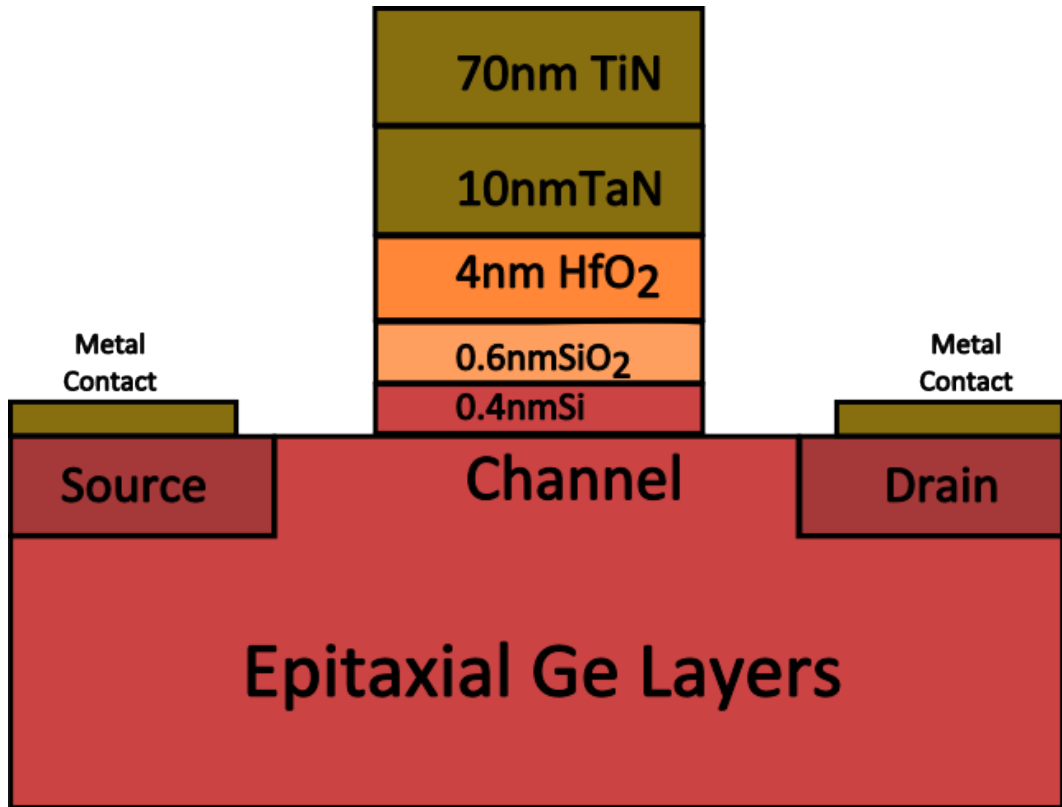 70nm TiN
10nmTaN
4nm HfO₂
0.6nmSiO₂
0.4nmSi
Metal
Contact
Metal
Contact
Source
Channel
Drain
Epitaxial Ge Layers